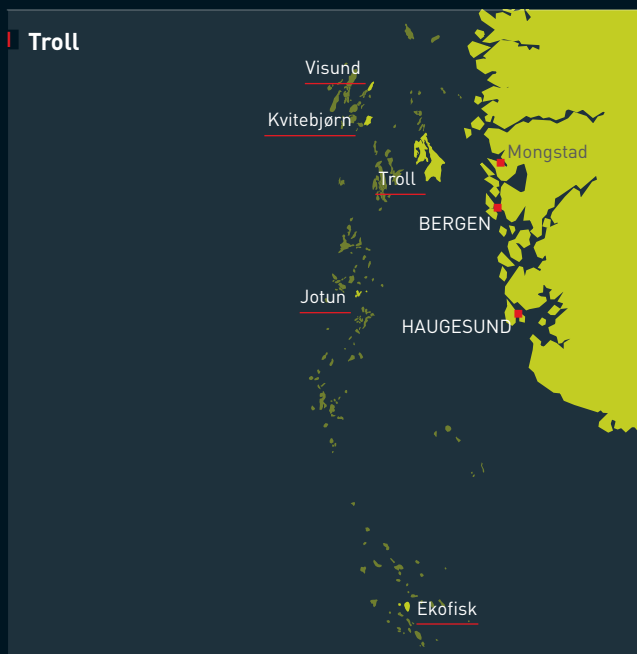 Troll
Visund
Kvitebjørn
Mongstad
Troll
BERGEN
Jotun
HAUGESUND
Ekofisk